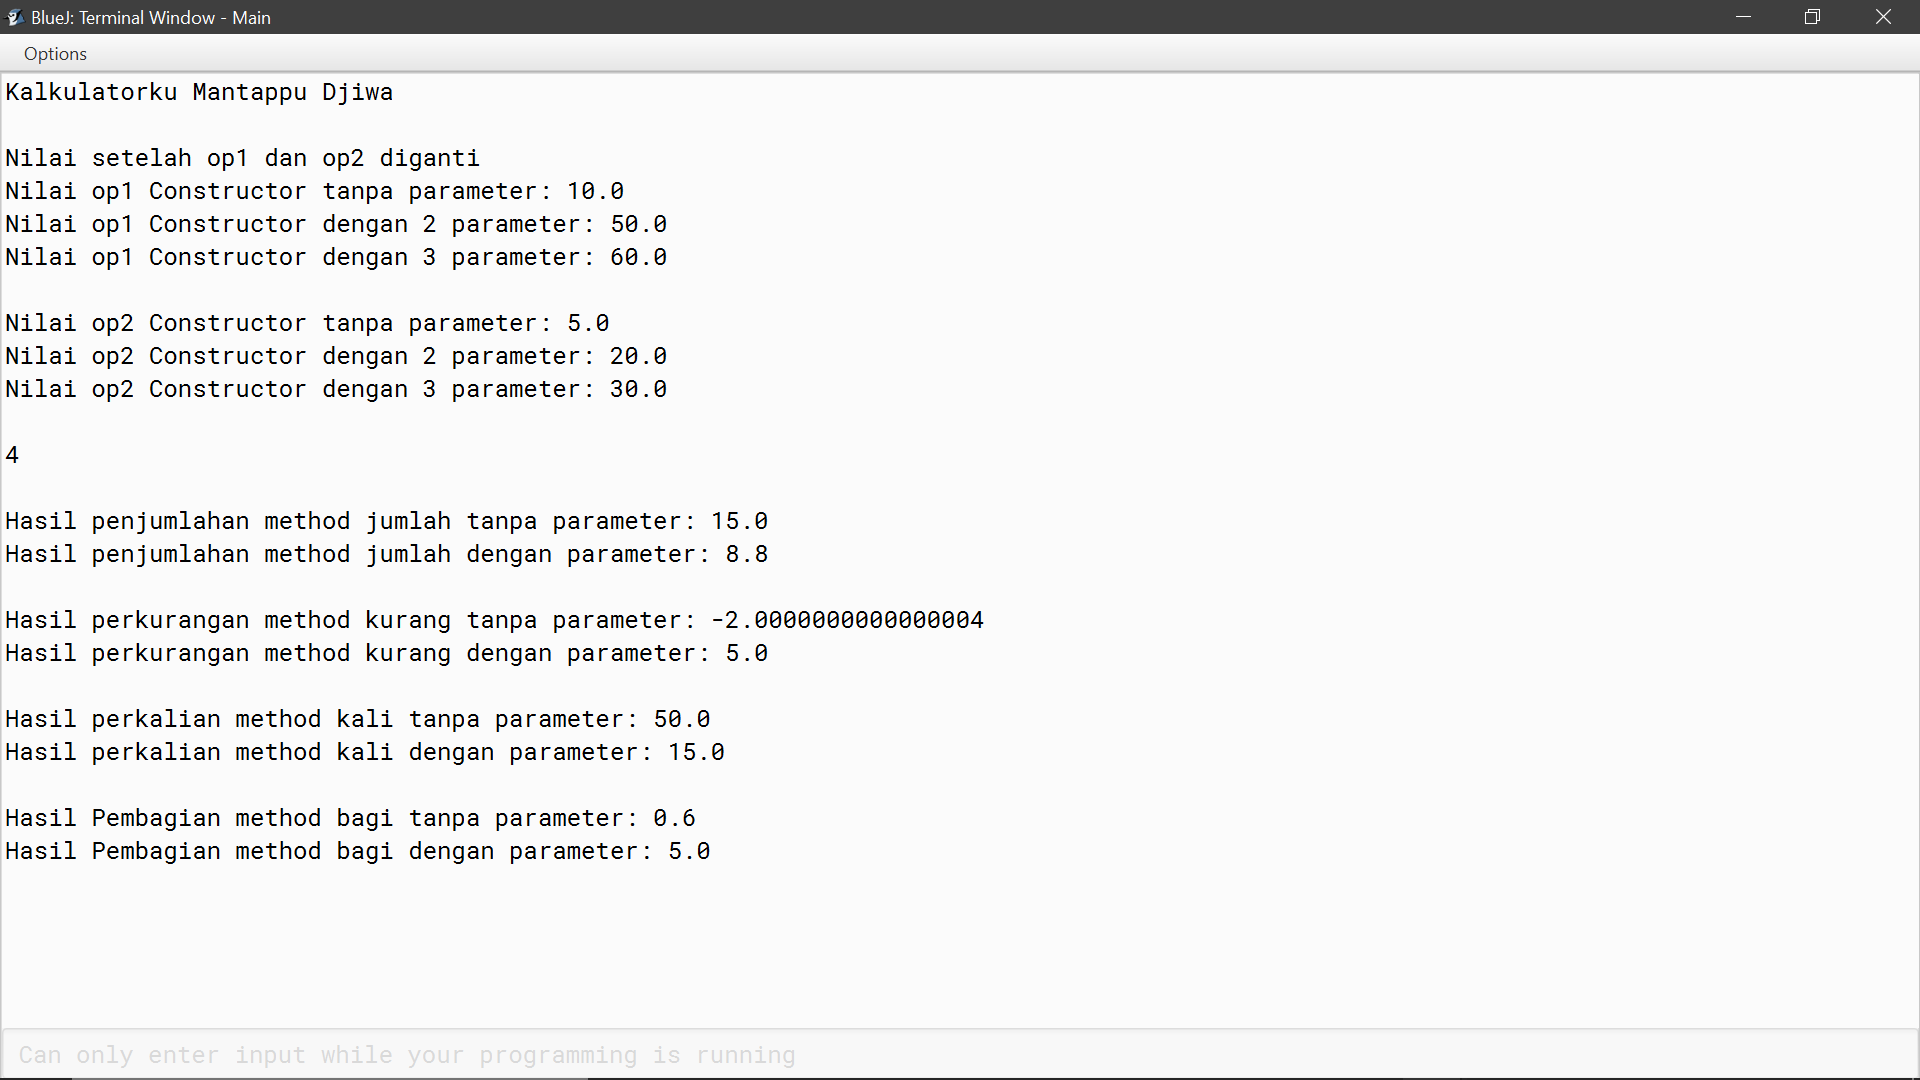 BlueJ: Terminal Window - Main
Options
Kalkulatorku Mantappu Djiwa
Nilai setelah op1 dan op2 diganti
Nilai op1 Constructor tanpa parameter: 10.0
Nilai op1 Constructor dengan 2 parameter: 50.0
Nilai op1 Constructor dengan 3 parameter: 60.0
Nilai op2 Constructor tanpa parameter: 5.0
Nilai op2 Constructor dengan 2 parameter: 20.0
Nilai op2 Constructor dengan 3 parameter: 30.0
4
Hasil penjumlahan method jumlah tanpa parameter: 15.0
Hasil penjumlahan method jumlah dengan parameter: 8.8
Hasil perkurangan method kurang tanpa parameter: -2.0000000000000004
Hasil perkurangan method kurang dengan parameter: 5.0
Hasil perkalian method kali tanpa parameter: 50.0
Hasil perkalian method kali dengan parameter: 15.0
Hasil Pembagian method bagi tanpa parameter: 0.6
Hasil Pembagian method bagi dengan parameter: 5.0
Can only enter input while your programming is running